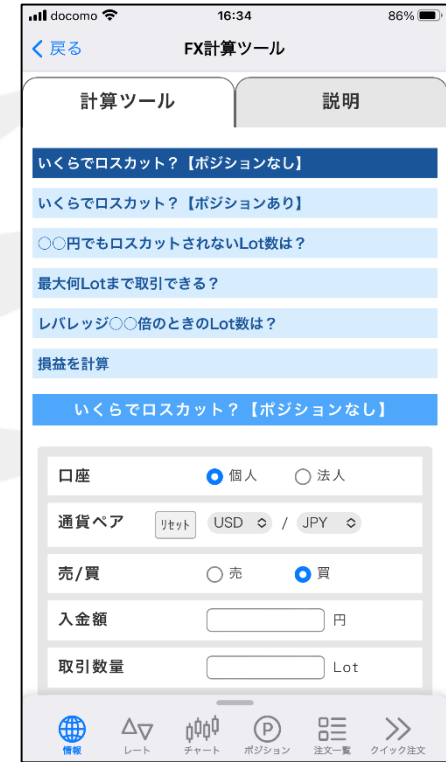 docomo 16:34 86%
戻る FX計算ツール
計算ツール 説明
いくらでロスカット？【ポジションなし】
いくらでロスカット？【ポジションあり】
○○円でもロスカットされないLot数は？
最大何Lotまで取引できる？
レバレッジ○○倍のときのLot数は？
損益を計算
いくらでロスカット？【ポジションなし】
口座 個人 法人
通貨ペア ﾘｾｯﾄ USD / JPY
売/買 売 買
入金額 円
取引数量 Lot
情報 レート チャート ポジション 注文一覧 クイック注文